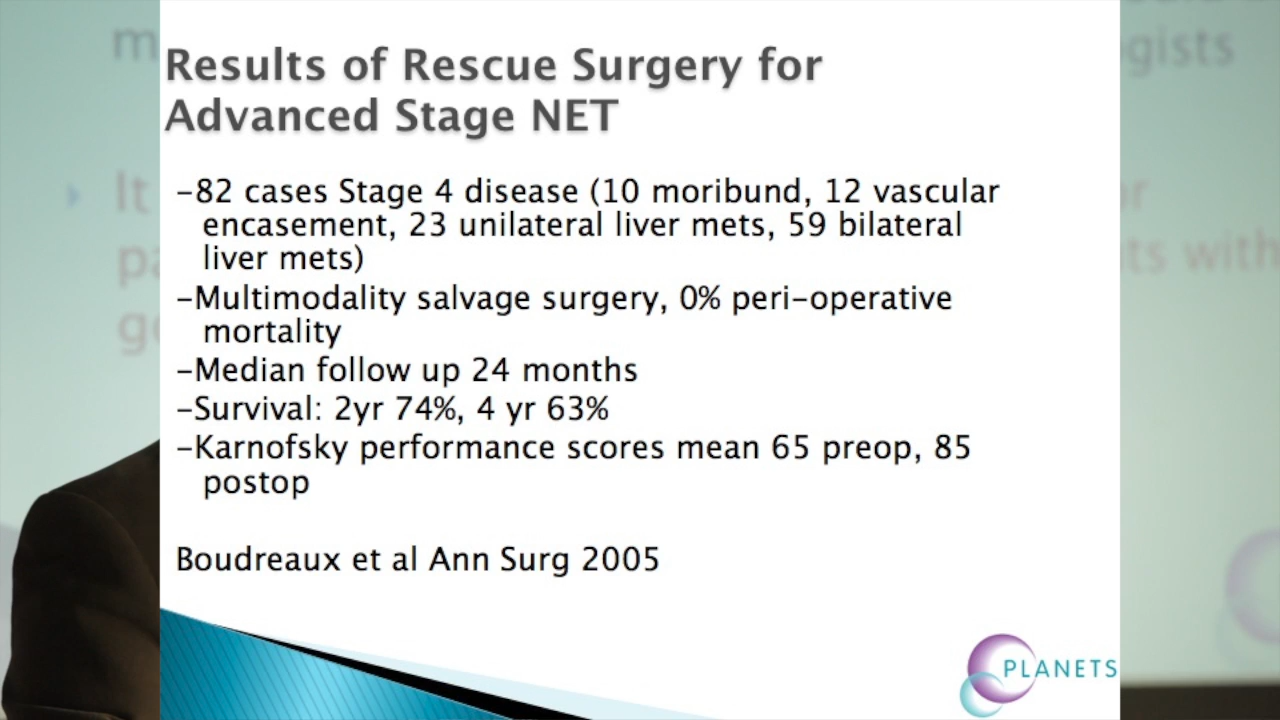 Results of Rescue Surgery for
Advanced Stage NET
-82 cases Stage 4 disease (10 moribund, 12 vascular
encasement, 23 unilateral liver mets, 59 bilateral
liver mets)
-Multimodality salvage surgery, 0% peri-operative
mortality
-Median follow up 24 months
-Survival: 2yr 74%, 4 yr 63%
-Karnofsky performance scores mean 65 preop, 85
postop
Boudreaux et al Ann Surg 2005
PLANETS
It
gists
with